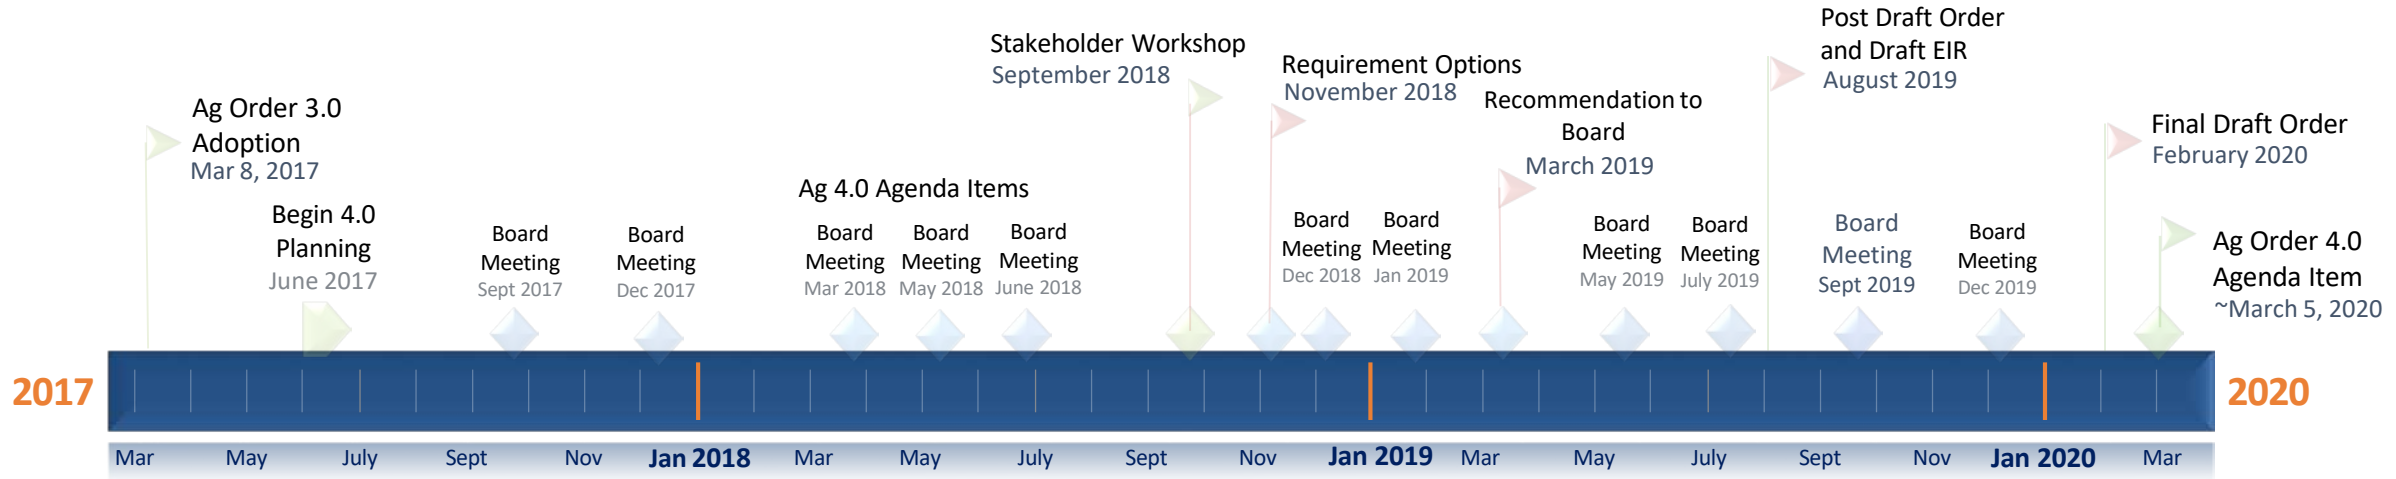 Ag Order 3.0
Adoption
Mar 8, 2017
Begin 4.0
Planning
June 2017
Board
Meeting
Sept 2017
Board
Meeting
Dec 2017
Ag 4.0 Agenda Items
Board
Meeting
Mar 2018
Board
Meeting
May 2018
Board
Meeting
June 2018
Stakeholder Workshop
September 2018
Requirement Options
November 2018
Board
Meeting
Dec 2018
Board
Meeting
Jan 2019
Recommendation to
Board
March 2019
Board
Meeting
May 2019
Board
Meeting
July 2019
Post Draft Order
and Draft EIR
August 2019
Board
Meeting
Sept 2019
Board
Meeting
Dec 2019
Final Draft Order
February 2020
Ag Order 4.0
Agenda Item
~March 5, 2020
2017
2020
Mar May July Sept Nov Jan 2018 Mar May July Sept Nov Jan 2019 Mar May July Sept Nov Jan 2020 Mar